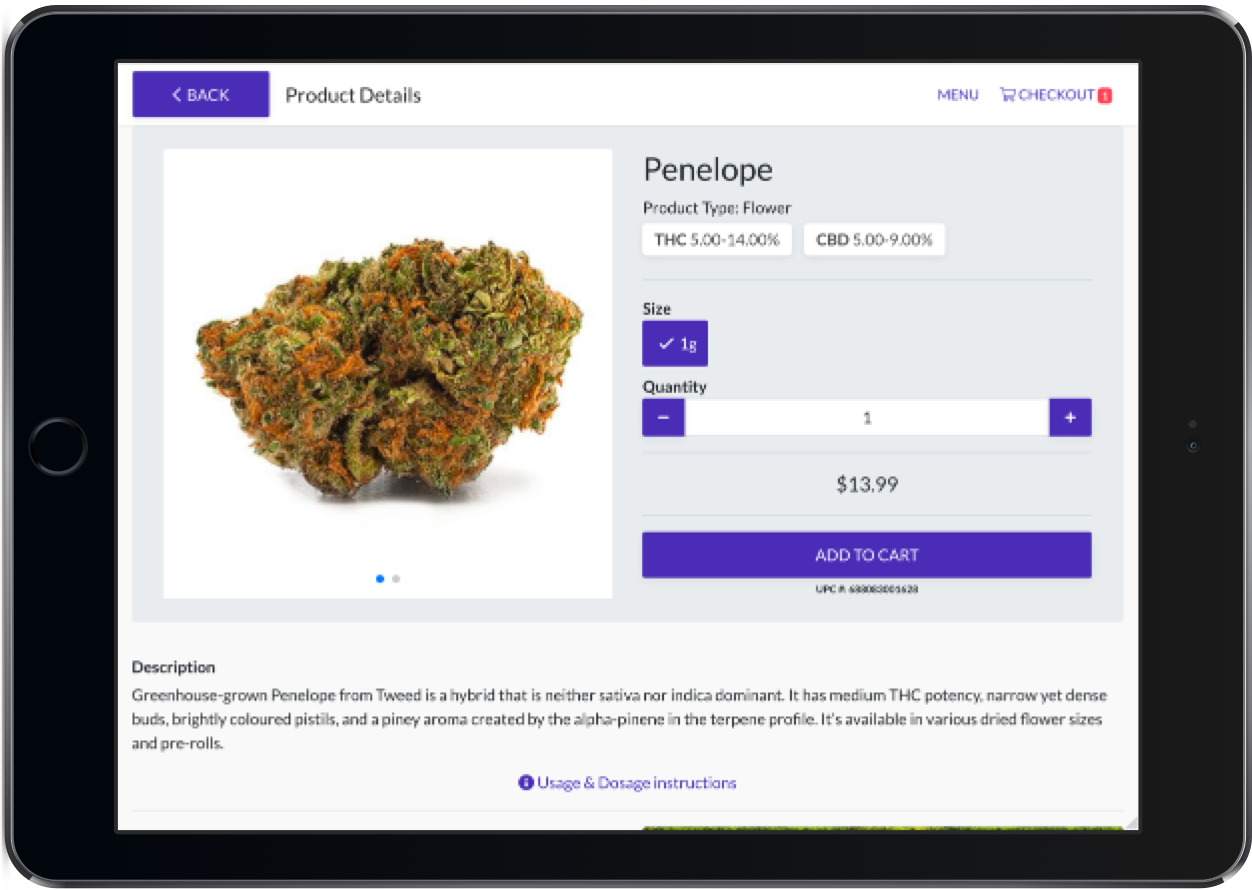 BACK
Product Details
MENU
CHECKOUT 1
Penelope
Product Type: Flower
THC 5.00-14.00%
CBD 5.00-9.00%
Size
1g
Quantity
− 1 +
$13.99
ADD TO CART
UPC #: 688083001628
Description
Greenhouse-grown Penelope from Tweed is a hybrid that is neither sativa nor indica dominant. It has medium THC potency, narrow yet dense
buds, brightly coloured pistils, and a piney aroma created by the alpha-pinene in the terpene profile. It's available in various dried flower sizes
and pre-rolls.
Usage & Dosage instructions